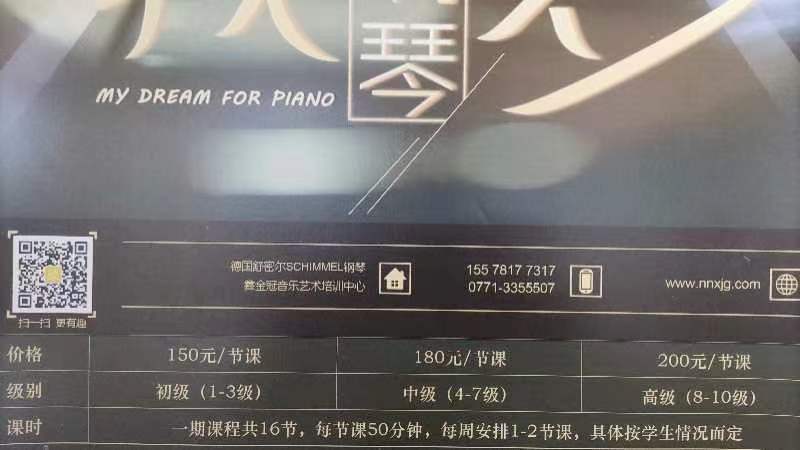 琴
MY DREAM FOR PIANO
德国舒密尔SCHIMMEL钢琴
鑫金冠音乐艺术培训中心
155 7817 7317
0771-3355507
www.nnxjg.com
扫一扫 更有趣
价格 150元/节课 180元/节课 200元/节课
级别 初级（1-3级） 中级（4-7级） 高级（8-10级）
课时 一期课程共16节，每节课50分钟，每周安排1-2节课，具体按学生情况而定